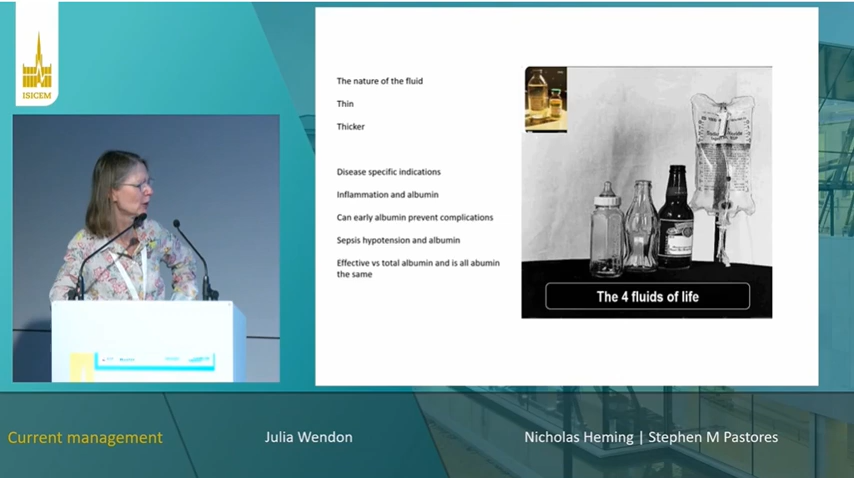 ISICEM
The nature of the fluid
Thin
Thicker
Disease specific indications
Inflammation and albumin
Can early albumin prevent complications
Sepsis hypotension and albumin
Effective vs total albumin and is all abumin
the same
The 4 fluids of life
Current management
Julia Wendon
Nicholas Heming | Stephen M Pastores